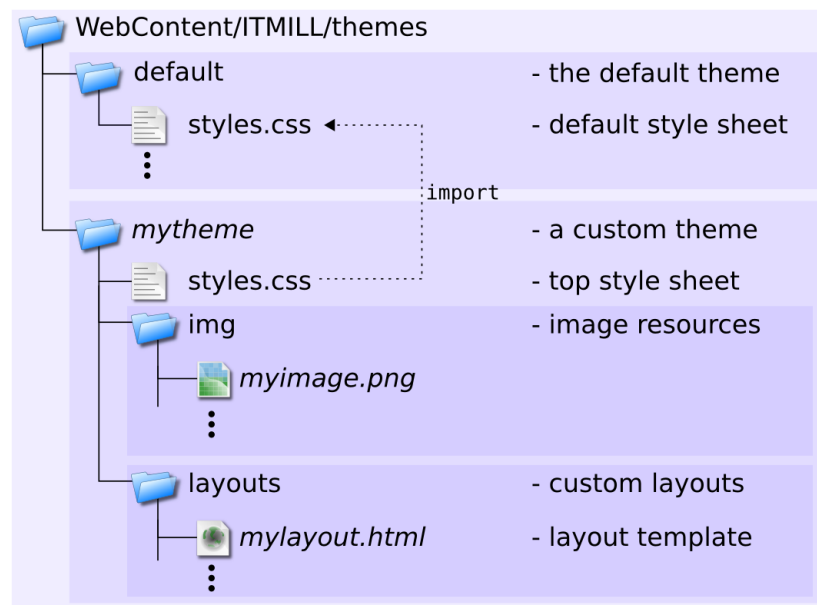 WebContent/ITMILL/themes
default - the default theme
styles.css - default style sheet
import
mytheme - a custom theme
styles.css - top style sheet
img - image resources
myimage.png
layouts - custom layouts
mylayout.html - layout template